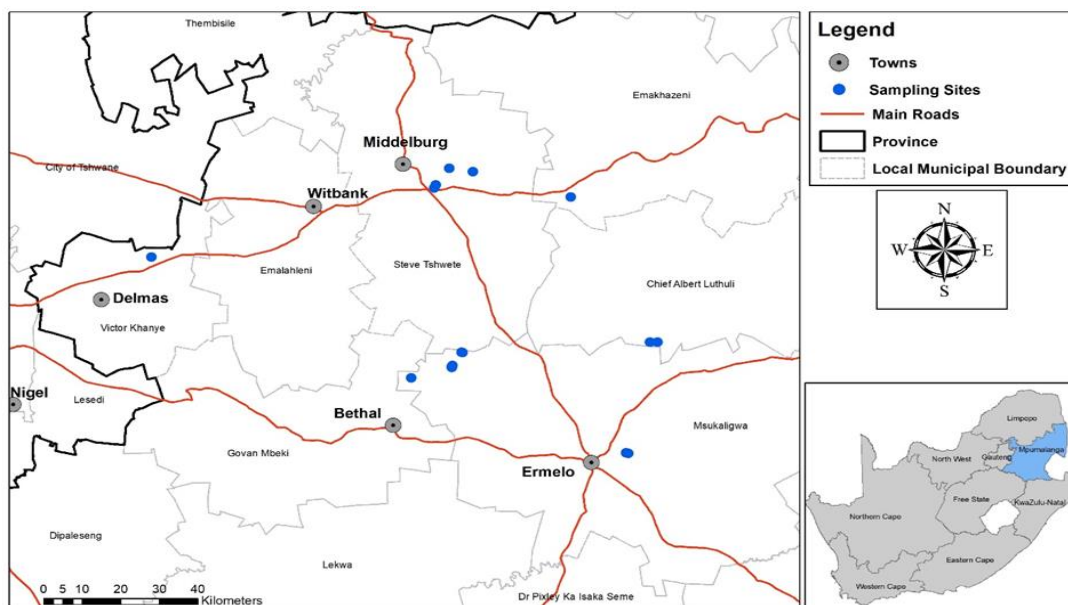 Thembisile
Emakhazeni
Middelburg
City of Tshwane
Witbank
Steve Tshwete
Emalahleni
Chief Albert Luthuli
Delmas
Victor Khanye
Nigel
Lesedi
Bethal
Msukaligwa
Govan Mbeki
Ermelo
Dipaleseng
Lekwa
Dr Pixley Ka Isaka Seme
0 5 10 20 30 40
Kilometers
Legend
Towns
Sampling Sites
Main Roads
Province
Local Municipal Boundary
N
W E
S
Limpopo
Mpumalanga
North West
Gauteng
Free State
KwaZulu-Natal
Northern Cape
Eastern Cape
Western Cape